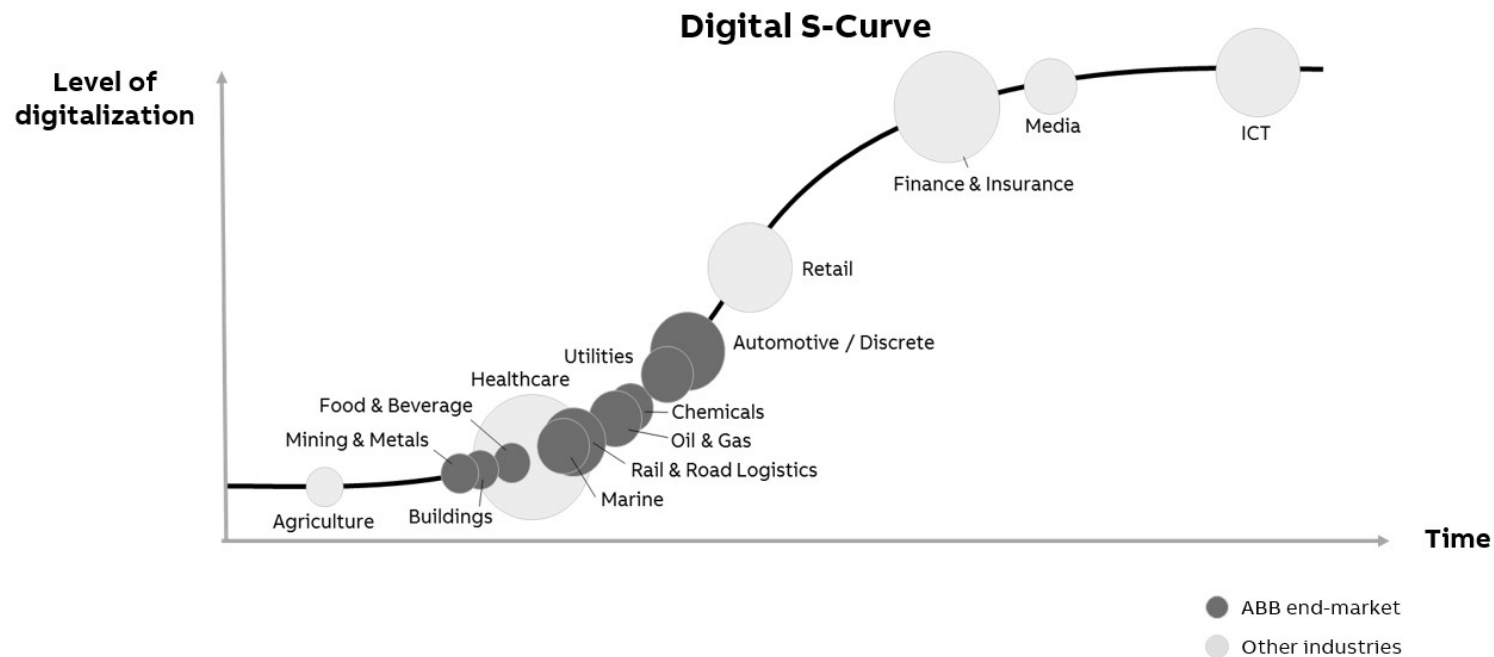 Digital S-Curve
Level of
digitalization
Media
ICT
Finance & Insurance
Retail
Automotive / Discrete
Utilities
Healthcare
Food & Beverage
Chemicals
Mining & Metals
Oil & Gas
Rail & Road Logistics
Marine
Buildings
Agriculture
Time
ABB end-market
Other industries